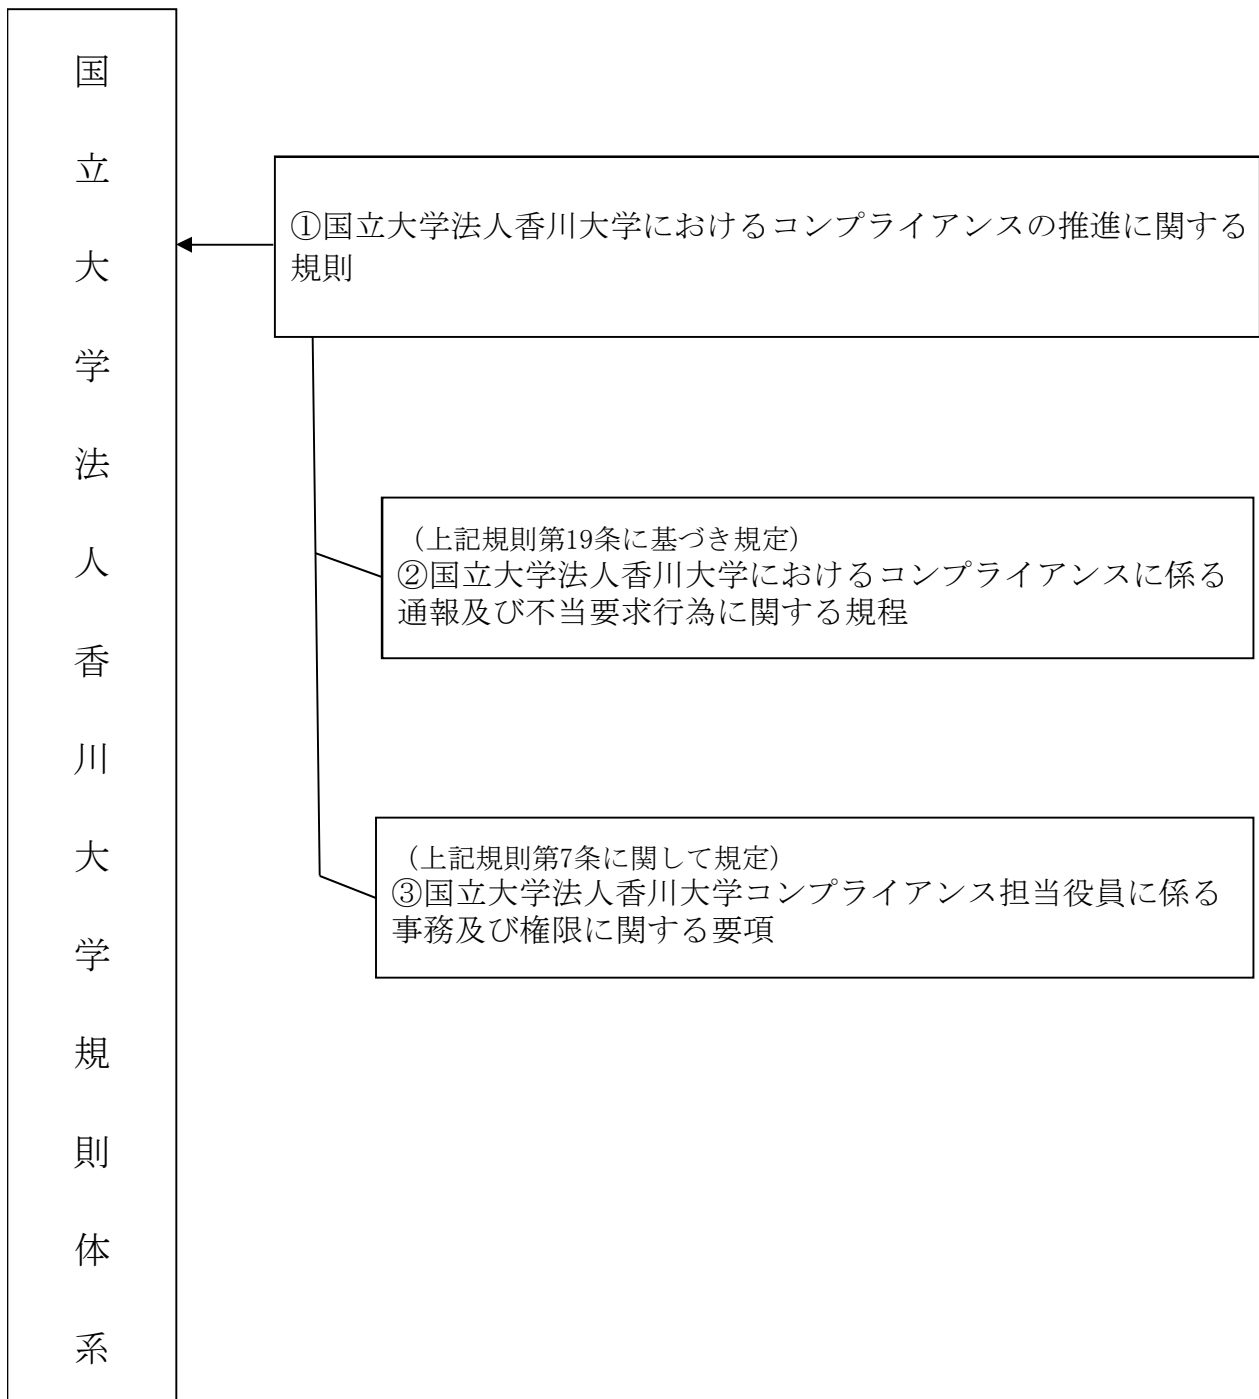 国立大学法人香川大学規則体系
①国立大学法人香川大学におけるコンプライアンスの推進に関する
規則
（上記規則第19条に基づき規定）
②国立大学法人香川大学におけるコンプライアンスに係る
通報及び不当要求行為に関する規程
（上記規則第7条に関して規定）
③国立大学法人香川大学コンプライアンス担当役員に係る
事務及び権限に関する要項